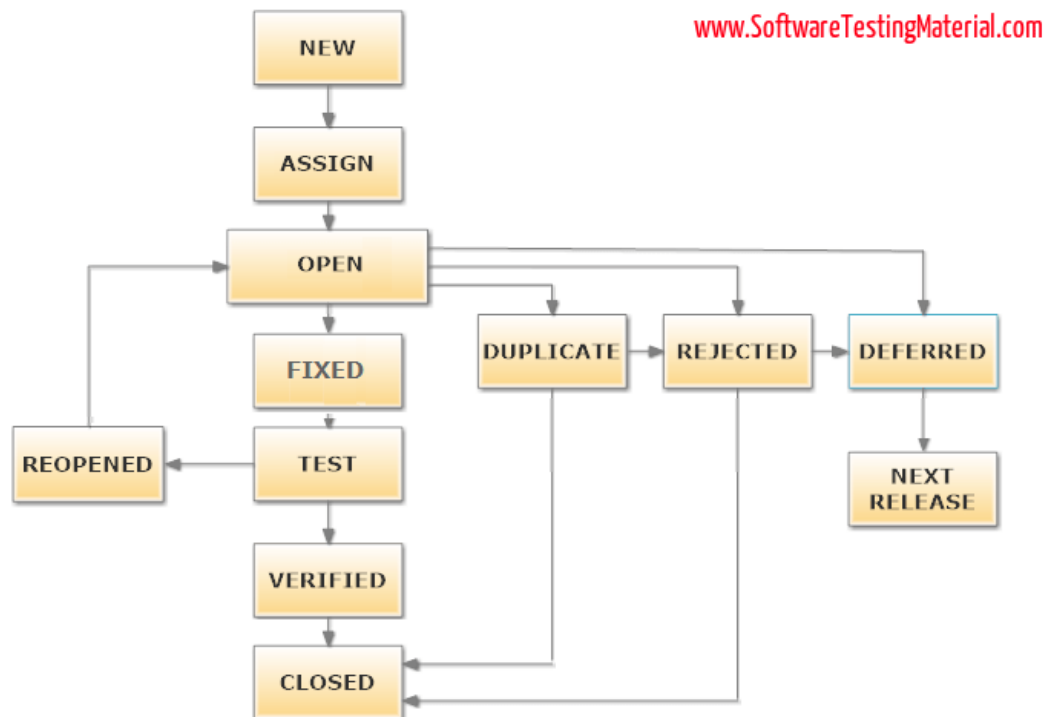 www.SoftwareTestingMaterial.com
NEW
ASSIGN
OPEN
FIXED
DUPLICATE
REJECTED
DEFERRED
REOPENED
TEST
NEXT
RELEASE
VERIFIED
CLOSED